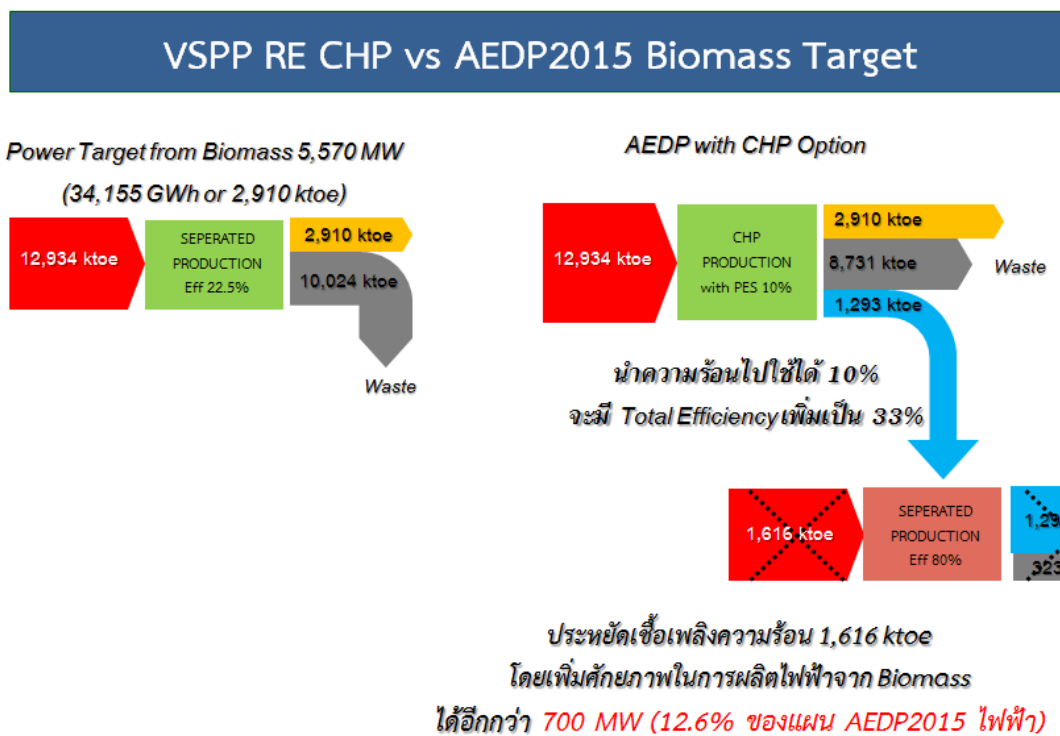 VSPP RE CHP vs AEDP2015 Biomass Target
Power Target from Biomass 5,570 MW
(34,155 GWh or 2,910 ktoe)
12,934 ktoe
SEPERATED
PRODUCTION
Eff 22.5%
2,910 ktoe
10,024 ktoe
Waste
AEDP with CHP Option
12,934 ktoe
CHP
PRODUCTION
with PES 10%
2,910 ktoe
8,731 ktoe
1,293 ktoe
Waste
นำความร้อนไปใช้ได้ 10%
จะมี Total Efficiency เพิ่มเป็น 33%
1,616 ktoe
SEPERATED
PRODUCTION
Eff 80%
1,29
323
ประหยัดเชื้อเพลิงความร้อน 1,616 ktoe
โดยเพิ่มศักยภาพในการผลิตไฟฟ้าจาก Biomass
ได้อีกกว่า 700 MW (12.6% ของแผน AEDP2015 ไฟฟ้า)